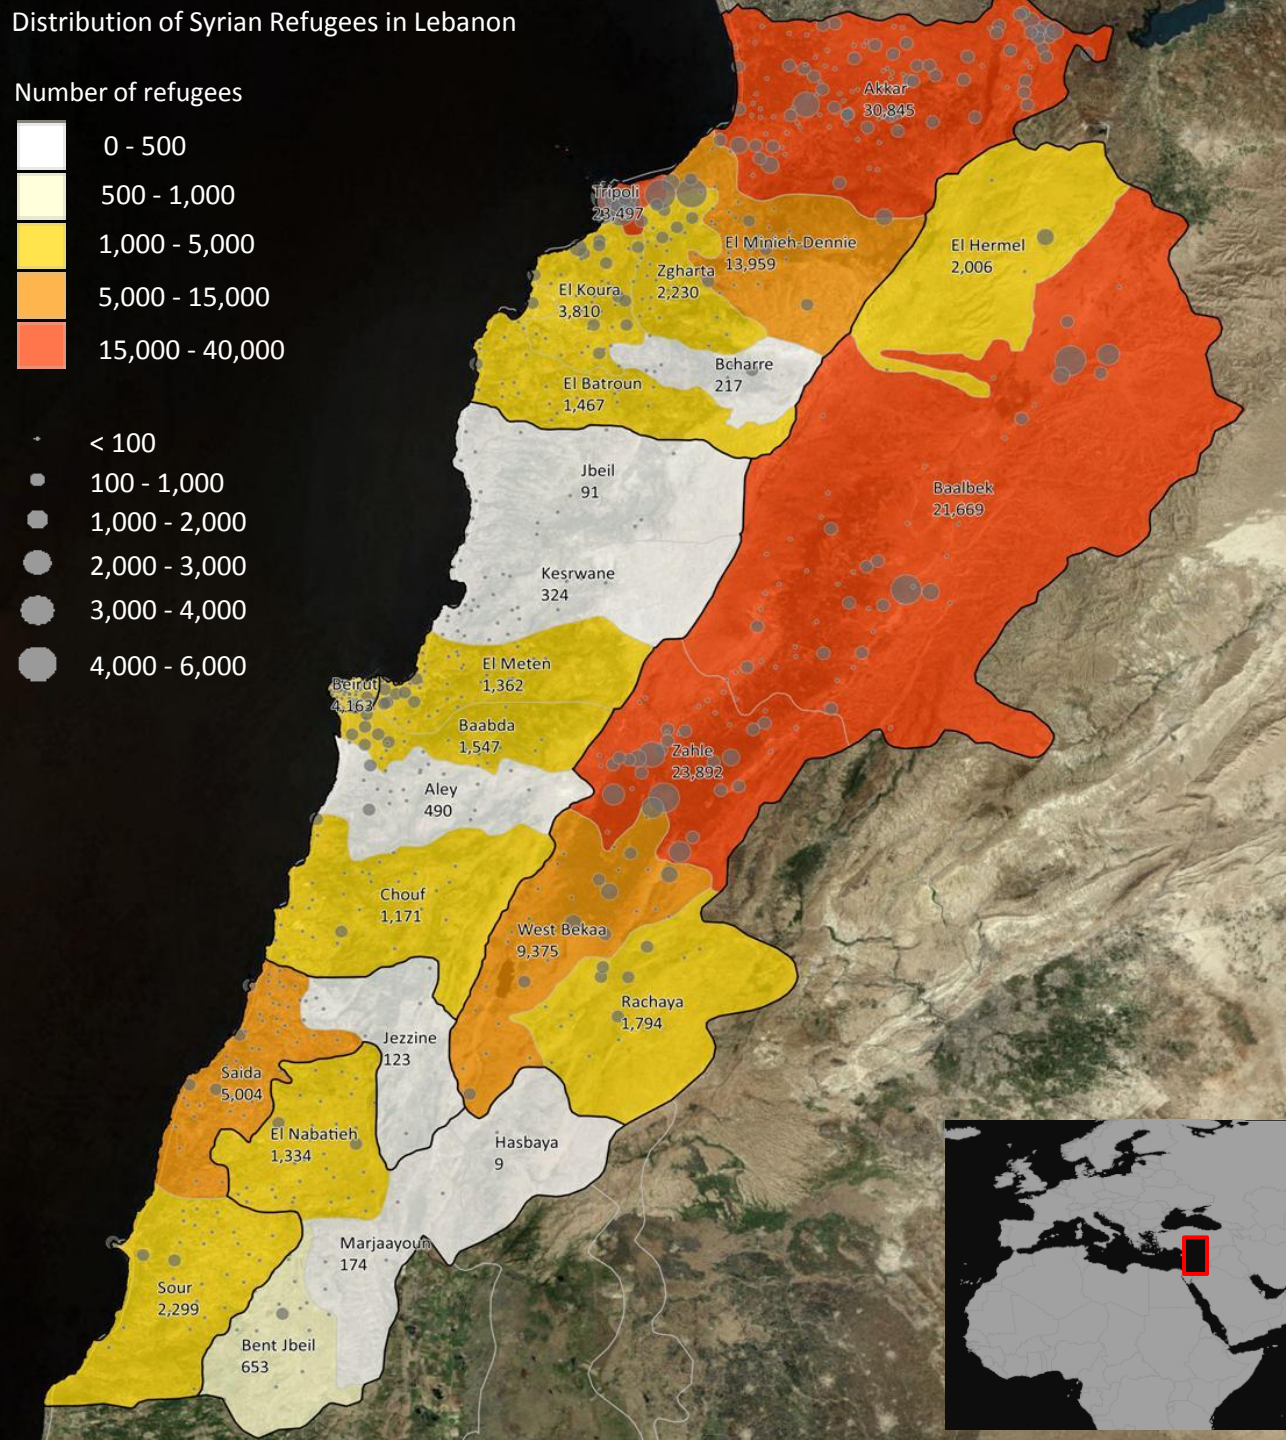 Distribution of Syrian Refugees in Lebanon
Number of refugees
0 - 500
500 - 1,000
1,000 - 5,000
5,000 - 15,000
15,000 - 40,000
< 100
100 - 1,000
1,000 - 2,000
2,000 - 3,000
3,000 - 4,000
4,000 - 6,000
Akkar
30,845
Tripoli
23,497
El Minieh-Dennie
13,959
El Hermel
2,006
Zgharta
2,230
El Koura
3,810
Bcharre
217
El Batroun
1,467
Jbeil
91
Baalbek
21,669
Kesrwane
324
El Meten
1,362
Beirut
4,163
Baabda
1,547
Zahle
23,892
Aley
490
Chouf
1,171
West Bekaa
9,375
Rachaya
1,794
Jezzine
123
Saida
5,004
El Nabatieh
1,334
Hasbaya
9
Marjaayoun
174
Sour
2,299
Bent Jbeil
653